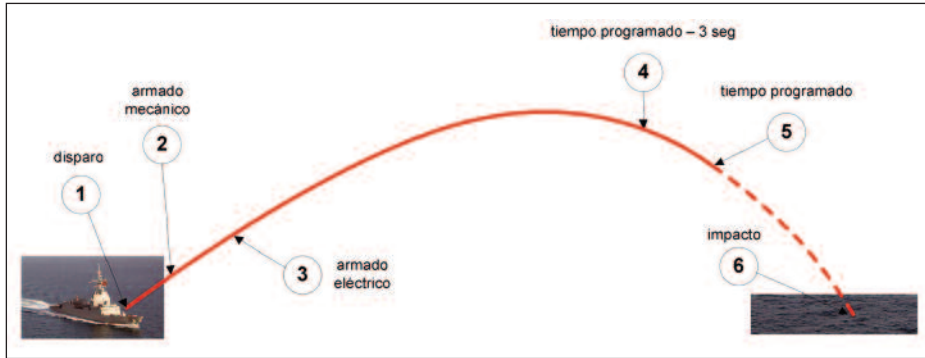 tiempo programado – 3 seg
4
armado
mecánico
2
tiempo programado
5
disparo
1
3
armado
eléctrico
impacto
6